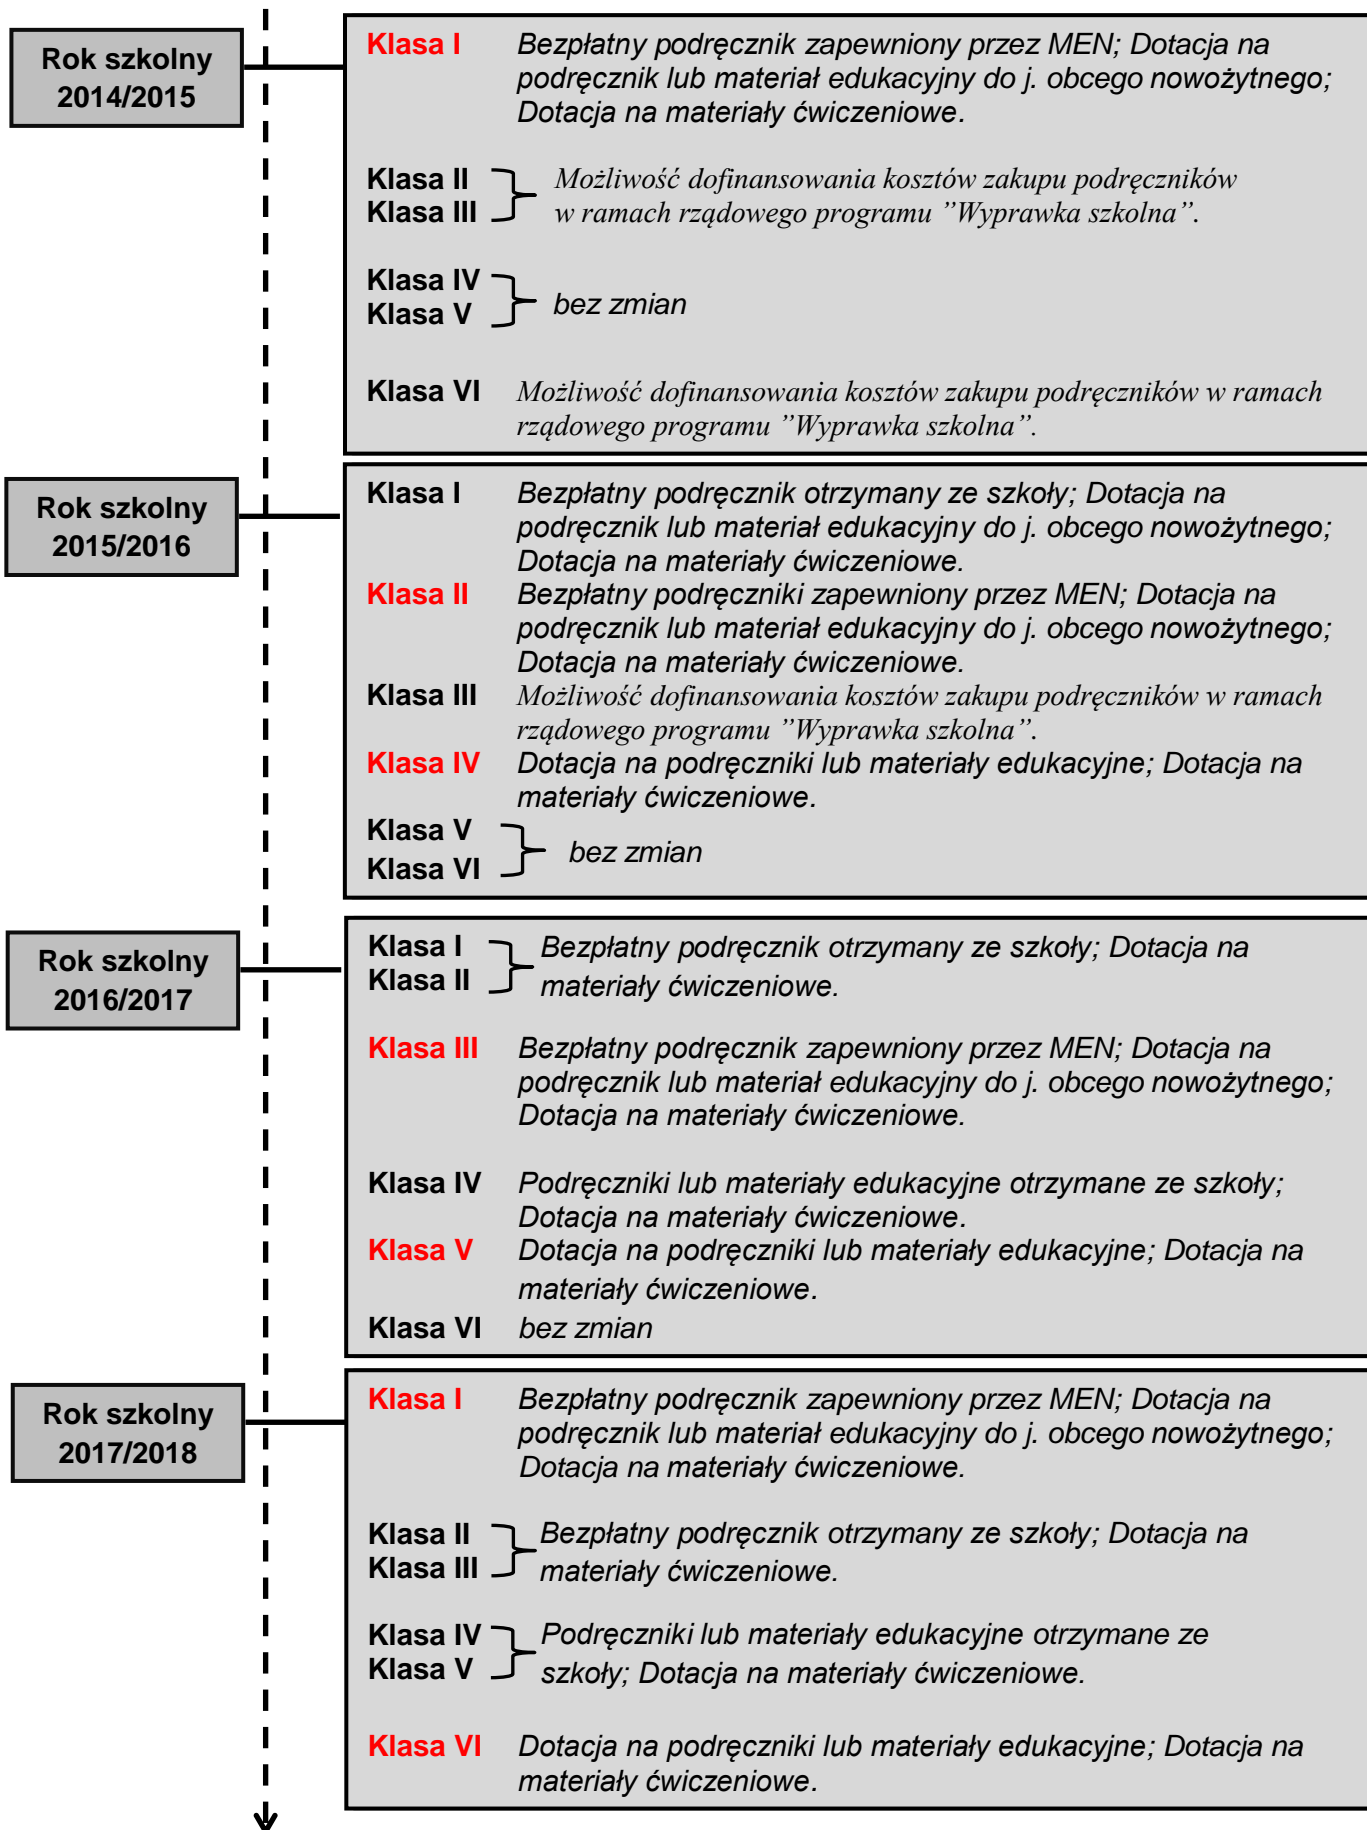 Rok szkolny
2014/2015
Klasa I Bezpłatny podręcznik zapewniony przez MEN; Dotacja na
podręcznik lub materiał edukacyjny do j. obcego nowożytnego;
Dotacja na materiały ćwiczeniowe.
Klasa II
Klasa III
Możliwość dofinansowania kosztów zakupu podręczników
w ramach rządowego programu ”Wyprawka szkolna”.
Klasa IV
Klasa V
bez zmian
Klasa VI Możliwość dofinansowania kosztów zakupu podręczników w ramach
rządowego programu ”Wyprawka szkolna”.
Rok szkolny
2015/2016
Klasa I Bezpłatny podręcznik otrzymany ze szkoły; Dotacja na
podręcznik lub materiał edukacyjny do j. obcego nowożytnego;
Dotacja na materiały ćwiczeniowe.
Klasa II Bezpłatny podręczniki zapewniony przez MEN; Dotacja na
podręcznik lub materiał edukacyjny do j. obcego nowożytnego;
Dotacja na materiały ćwiczeniowe.
Klasa III Możliwość dofinansowania kosztów zakupu podręczników w ramach
rządowego programu ”Wyprawka szkolna”.
Klasa IV Dotacja na podręczniki lub materiały edukacyjne; Dotacja na
materiały ćwiczeniowe.
Klasa V
Klasa VI
bez zmian
Rok szkolny
2016/2017
Klasa I
Klasa II
Bezpłatny podręcznik otrzymany ze szkoły; Dotacja na
materiały ćwiczeniowe.
Klasa III Bezpłatny podręcznik zapewniony przez MEN; Dotacja na
podręcznik lub materiał edukacyjny do j. obcego nowożytnego;
Dotacja na materiały ćwiczeniowe.
Klasa IV Podręczniki lub materiały edukacyjne otrzymane ze szkoły;
Dotacja na materiały ćwiczeniowe.
Klasa V Dotacja na podręczniki lub materiały edukacyjne; Dotacja na
materiały ćwiczeniowe.
Klasa VI bez zmian
Rok szkolny
2017/2018
Klasa I Bezpłatny podręcznik zapewniony przez MEN; Dotacja na
podręcznik lub materiał edukacyjny do j. obcego nowożytnego;
Dotacja na materiały ćwiczeniowe.
Klasa II
Klasa III
Bezpłatny podręcznik otrzymany ze szkoły; Dotacja na
materiały ćwiczeniowe.
Klasa IV
Klasa V
Podręczniki lub materiały edukacyjne otrzymane ze
szkoły; Dotacja na materiały ćwiczeniowe.
Klasa VI Dotacja na podręczniki lub materiały edukacyjne; Dotacja na
materiały ćwiczeniowe.